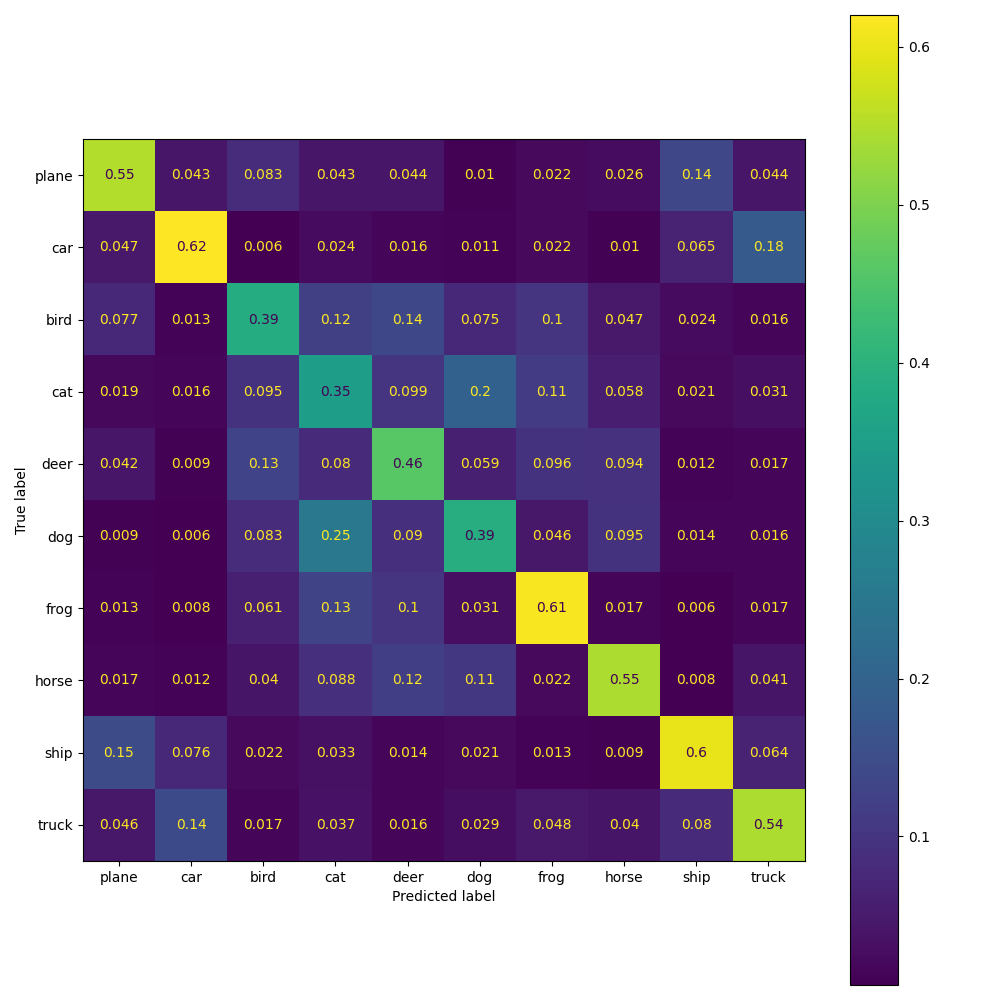 0.6
plane 0.55 0.043 0.083 0.043 0.044 0.01 0.022 0.026 0.14 0.044
0.5
car 0.047 0.62 0.006 0.024 0.016 0.011 0.022 0.01 0.065 0.18
bird 0.077 0.013 0.39 0.12 0.14 0.075 0.1 0.047 0.024 0.016
0.4
cat 0.019 0.016 0.095 0.35 0.099 0.2 0.11 0.058 0.021 0.031
deer 0.042 0.009 0.13 0.08 0.46 0.059 0.096 0.094 0.012 0.017
True label
0.3
dog 0.009 0.006 0.083 0.25 0.09 0.39 0.046 0.095 0.014 0.016
frog 0.013 0.008 0.061 0.13 0.1 0.031 0.61 0.017 0.006 0.017
0.2
horse 0.017 0.012 0.04 0.088 0.12 0.11 0.022 0.55 0.008 0.041
ship 0.15 0.076 0.022 0.033 0.014 0.021 0.013 0.009 0.6 0.064
truck 0.046 0.14 0.017 0.037 0.016 0.029 0.048 0.04 0.08 0.54
0.1
plane car bird cat deer dog frog horse ship truck
Predicted label